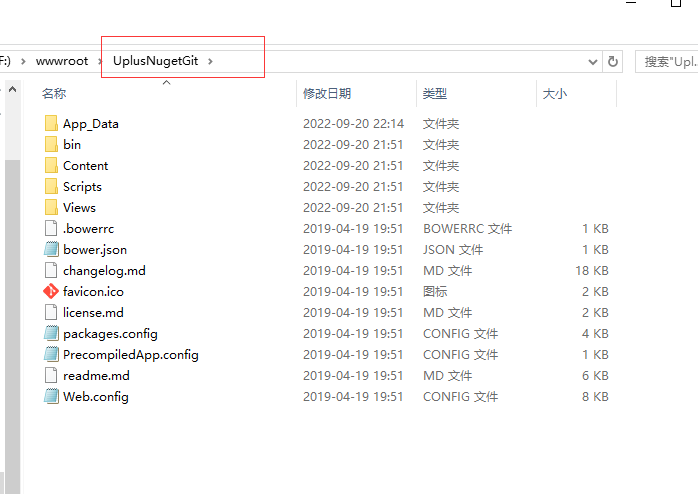 F:) › wwwroot › UplusNugetGit ›
搜索"Upl...
名称 修改日期 类型 大小
App_Data 2022-09-20 22:14 文件夹
bin 2022-09-20 21:51 文件夹
Content 2022-09-20 21:51 文件夹
Scripts 2022-09-20 21:51 文件夹
Views 2022-09-20 21:51 文件夹
.bowerrc 2019-04-19 19:51 BOWERRC 文件 1 KB
bower.json 2019-04-19 19:51 JSON 文件 1 KB
changelog.md 2019-04-19 19:51 MD 文件 18 KB
favicon.ico 2019-04-19 19:51 图标 2 KB
license.md 2019-04-19 19:51 MD 文件 2 KB
packages.config 2019-04-19 19:51 CONFIG 文件 4 KB
PrecompiledApp.config 2019-04-19 19:51 CONFIG 文件 1 KB
readme.md 2019-04-19 19:51 MD 文件 6 KB
Web.config 2019-04-19 19:51 CONFIG 文件 8 KB